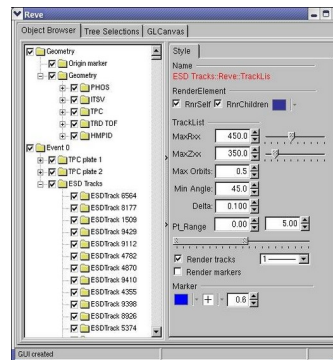 Reve
Object Browser
Tree Selections
GLCanvas
Geometry
Origin marker
Geometry
PHOS
ITSV
TPC
TRD TOF
HMPID
Event 0
TPC plate 1
TPC plate 2
ESD Tracks
ESDTrack 6564
ESDTrack 8177
ESDTrack 1509
ESDTrack 9429
ESDTrack 9112
ESDTrack 4782
ESDTrack 4870
ESDTrack 9410
ESDTrack 4355
ESDTrack 9398
ESDTrack 8926
ESDTrack 5374
Style
Name
ESD Tracks::Reve::TrackLis
RenderElement
RnrSelf RnrChildren
TrackList
MaxRxx 450.0
MaxZxx 350.0
Max Orbits: 0.5
Min Angle: 45.0
Delta: 0.100
Pt_Range 0.00 5.00
Render tracks 1
Render markers
Marker
0.6
GUI created